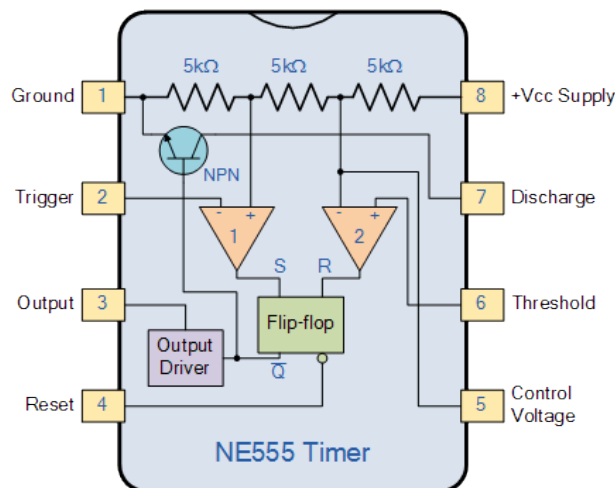 5kΩ 5kΩ 5kΩ
Ground 1
8 +Vcc Supply
NPN
Trigger 2
- + 1
- + 2
7 Discharge
S R
Output 3
Flip-flop
6 Threshold
Output
Driver
Q̅
Reset 4
5 Control
Voltage
NE555 Timer